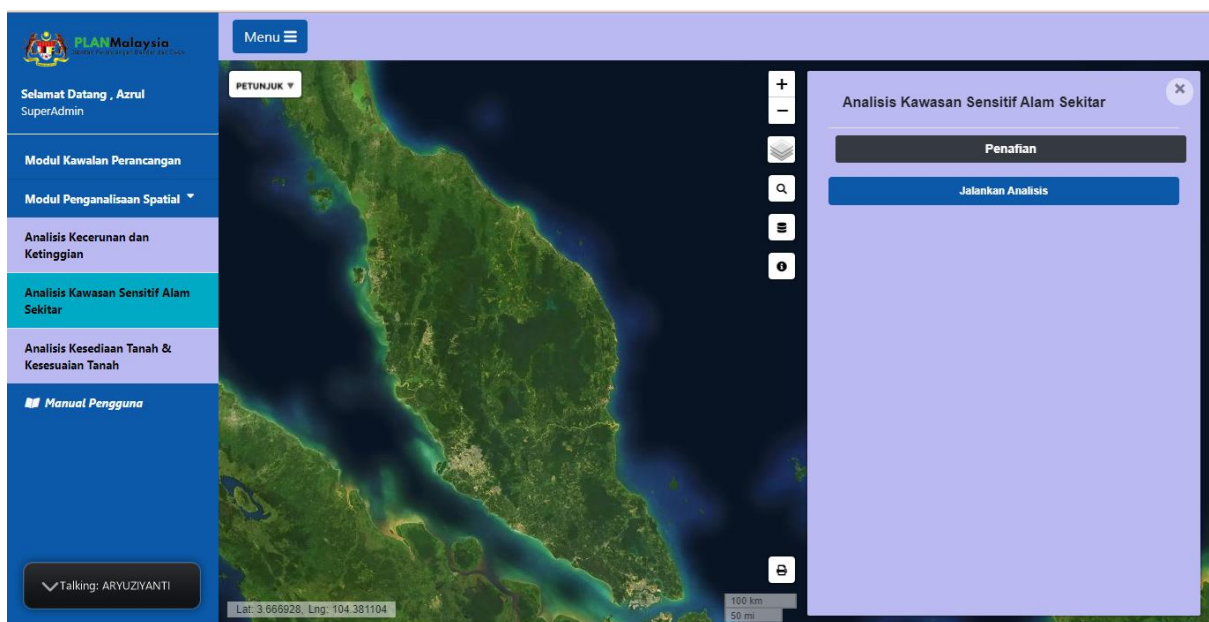 PLANMalaysia
Selamat Datang , Azrul
SuperAdmin
Modul Kawalan Perancangan
Modul Penganalisaan Spatial
Analisis Kecerunan dan
Ketinggian
Analisis Kawasan Sensitif Alam
Sekitar
Analisis Kesediaan Tanah &
Kesesuaian Tanah
Manual Pengguna
Talking: ARYUZIYANTI
Menu
PETUNJUK
+
−
Lat: 3.666928, Lng: 104.381104
100 km
50 mi
×
Analisis Kawasan Sensitif Alam Sekitar
Penafian
Jalankan Analisis